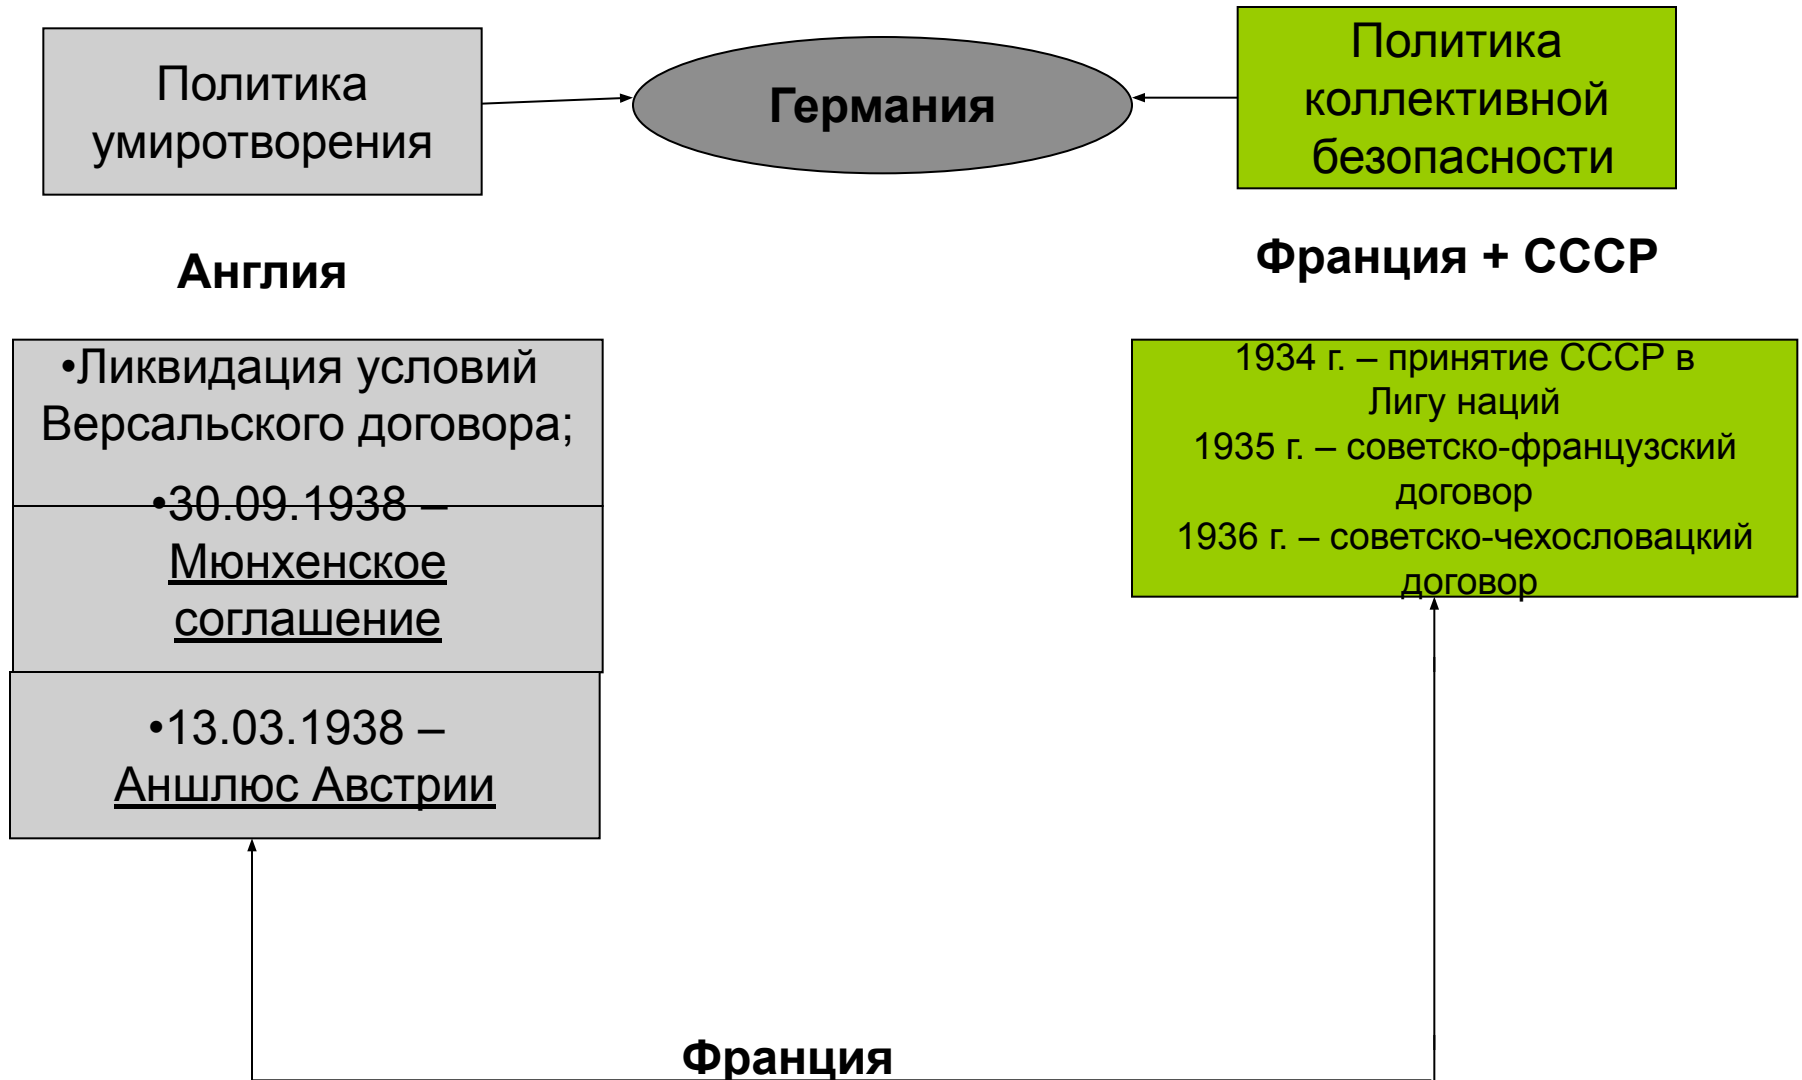 Политика
умиротворения
Германия
Политика
коллективной
безопасности
Англия
Франция + СССР
•Ликвидация условий
Версальского договора;
•30.09.1938 –
Мюнхенское
соглашение
•13.03.1938 –
Аншлюс Австрии
1934 г. – принятие СССР в
Лигу наций
1935 г. – советско-французский
договор
1936 г. – советско-чехословацкий
договор
Франция